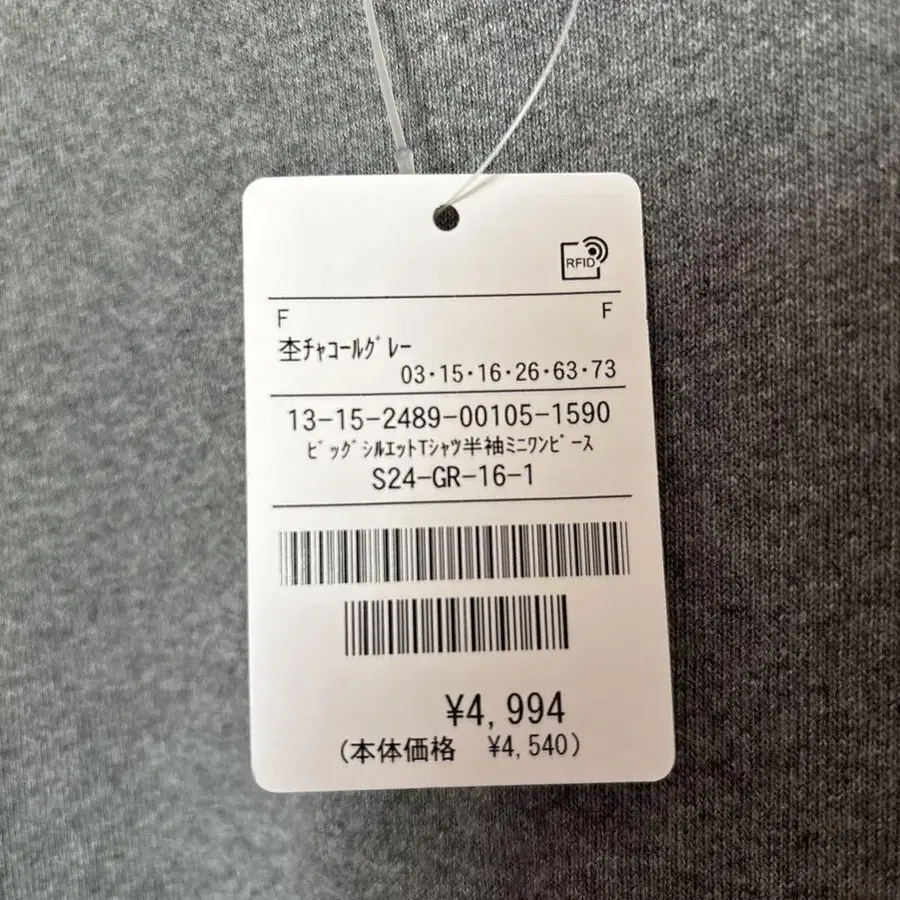 RFID
F F
杢ﾁｬｺｰﾙｸﾞﾚｰ
03･15･16･26･63･73
13-15-2489-00105-1590
ﾋﾞｯｸﾞｼﾙｴｯﾄTｼｬﾂ半袖ﾐﾆﾜﾝﾋﾟｰｽ
S24-GR-16-1
¥4,994
(本体価格 ¥4,540)